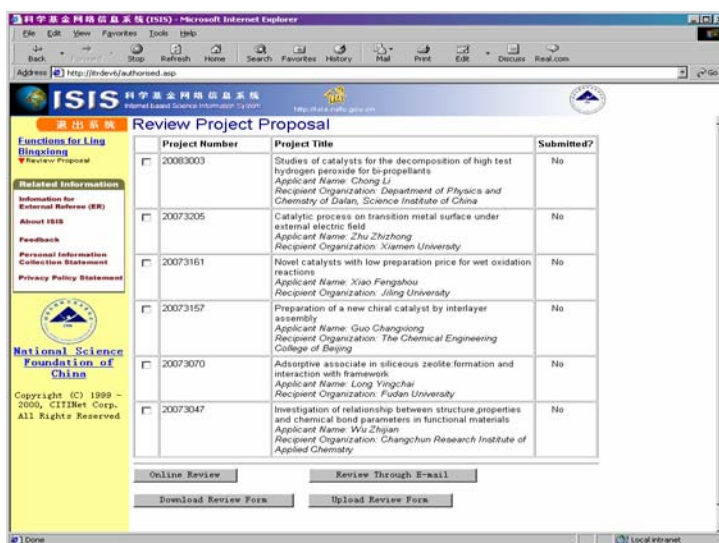 科学基金网络信息系统(ISIS) - Microsoft Internet Explorer
File Edit View Favorites Tools Help
Back Stop Refresh Home Search Favorites History Mail Print Edit Discuss Real.com
Address http://itrdev6/authorised.asp Go
ISIS 科学基金网络信息系统
Internet based Science Information System
退出系统
Review Project Proposal
Functions for Ling Bingxiong
Review Proposal
Related Information
Infomation for External Referee (ER)
About ISIS
Feedback
Personal Information Collection Statement
Privacy Policy Statement
National Science Foundation of China
Copyright (C) 1999 - 2000, CITINet Corp. All Rights Reserved
Project Number Project Title Submitted?
20083003 Studies of catalysts for the decomposition of high test No
hydrogen peroxide for bi-propellants
Applicant Name: Chong Li
Recipient Organization: Department of Physics and
Chemistry of Dalan, Science Institute of China
20073205 Catalytic process on transition metal surface under No
external electric field
Applicant Name: Zhu Zhizhong
Recipient Organization: Xiamen University
20073161 Novel catalysts with low preparation price for wet oxidation No
reactions
Applicant Name: Xiao Fengshou
Recipient Organization: Jiling University
20073157 Preparation of a new chiral catalyst by interlayer No
assembly
Applicant Name: Guo Changxiong
Recipient Organization: The Chemical Engineering
College of Beijing
20073070 Adsorptive associate in siliceous zeolite:formation and No
interaction with framework
Applicant Name: Long Yingchai
Recipient Organization: Fudan University
20073047 Investigation of relationship between structure,properties No
and chemical bond parameters in functional materials
Applicant Name: Wu Zhijian
Recipient Organization: Changchun Research Institute of
Applied Chemistry
Online Review Review Through E-mail
Download Review Form Upload Review Form
Done Local intranet